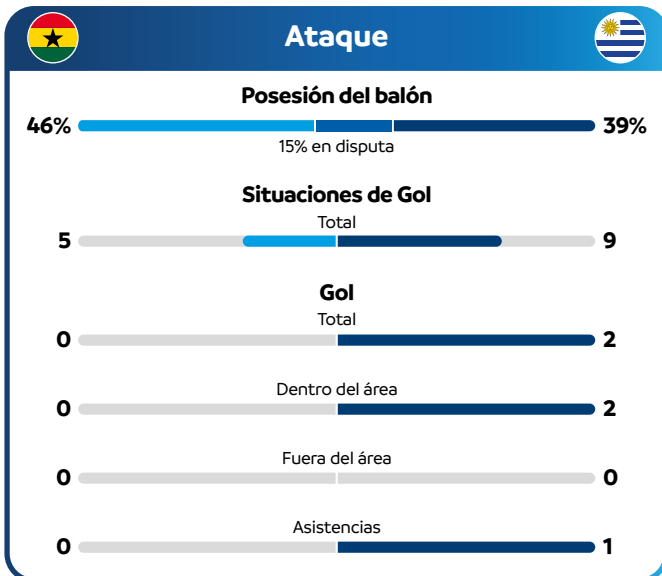 Ataque
Posesión del balón
46% 39%
15% en disputa
Situaciones de Gol
Total
5 9
Gol
Total
0 2
Dentro del área
0 2
Fuera del área
0 0
Asistencias
0 1